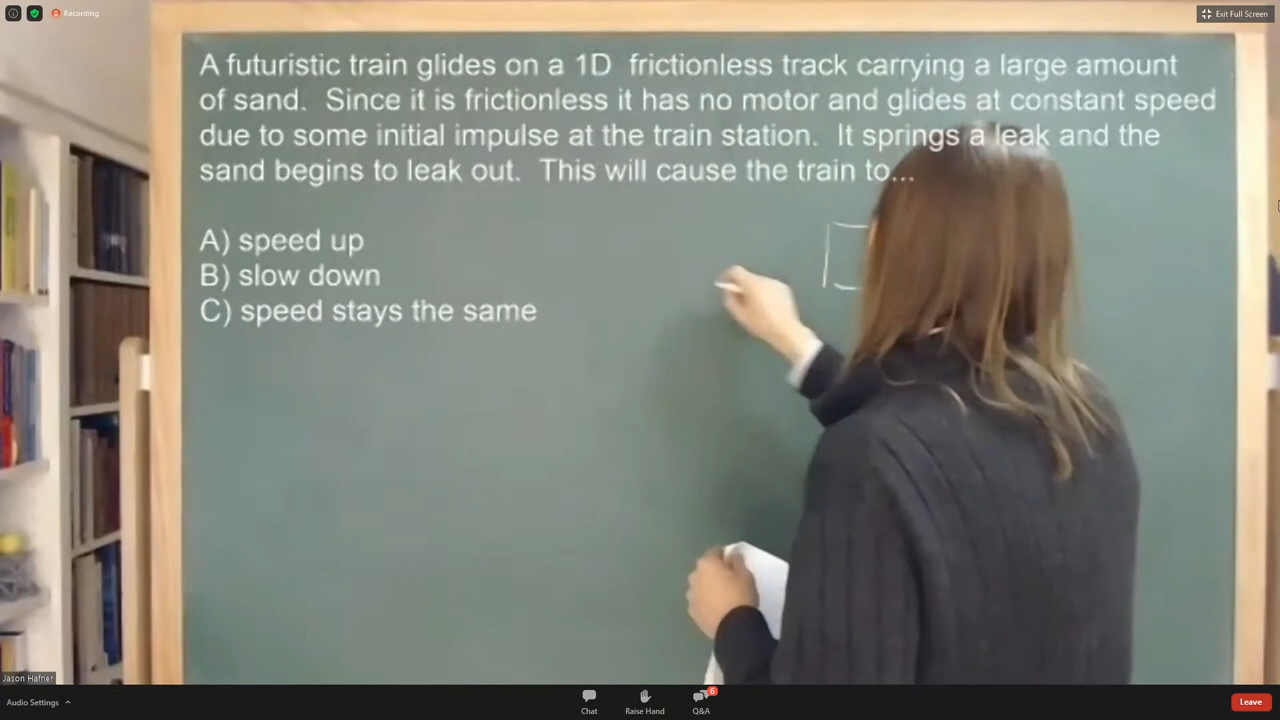 Recording
Exit Full Screen
A futuristic train glides on a 1D frictionless track carrying a large amount
of sand. Since it is frictionless it has no motor and glides at constant speed
due to some initial impulse at the train station. It springs a leak and the
sand begins to leak out. This will cause the train to...
A) speed up
B) slow down
C) speed stays the same
Jason Hafner
Audio Settings
Chat
Raise Hand
6
Q&A
Leave